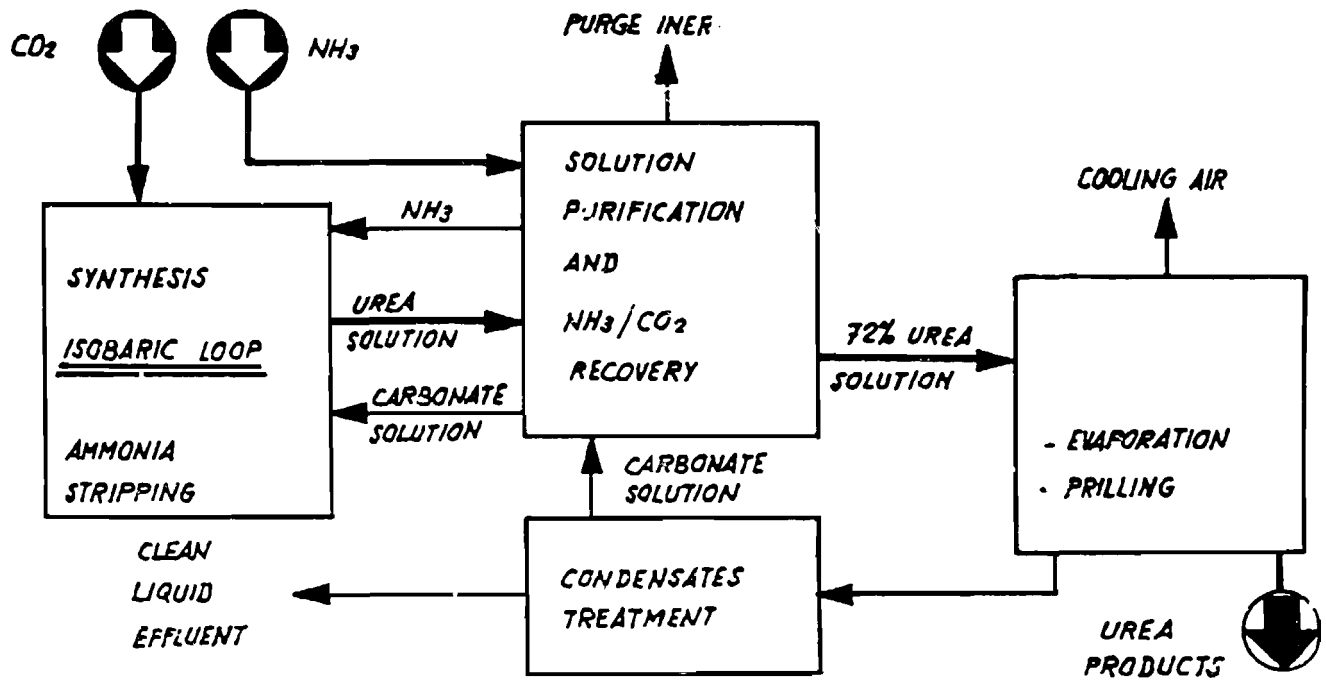 CO2
NH3
PURGE INER
SOLUTION
PURIFICATION
AND
NH3/CO2
RECOVERY
NH3
UREA
SOLUTION
CARBONATE
SOLUTION
SYNTHESIS
ISOBARIC LOOP
AMMONIA
STRIPPING
COOLING AIR
72% UREA
SOLUTION
- EVAPORATION
- PRILLING
CARBONATE
SOLUTION
CLEAN
LIQUID
EFFLUENT
CONDENSATES
TREATMENT
UREA
PRODUCTS